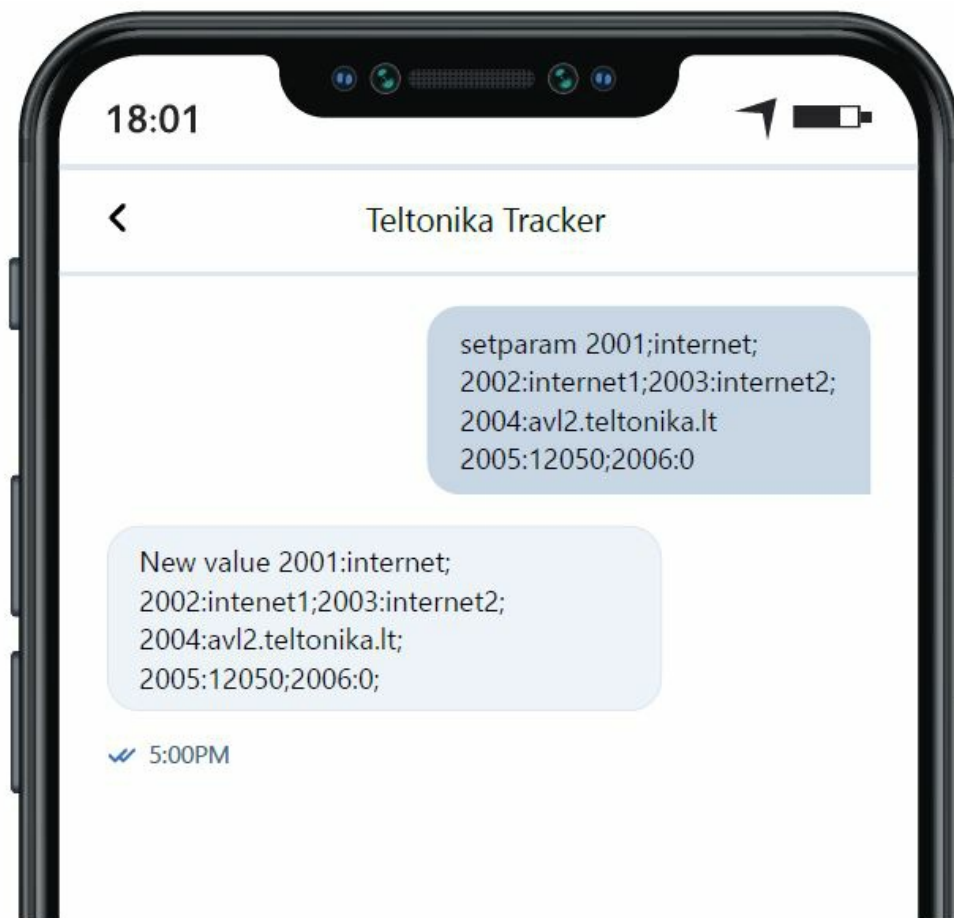 18:01
Teltonika Tracker
setparam 2001;internet;
2002:internet1;2003:internet2;
2004:avl2.teltonika.lt
2005:12050;2006:0
New value 2001:internet;
2002:intenet1;2003:internet2;
2004:avl2.teltonika.lt;
2005:12050;2006:0;
5:00PM